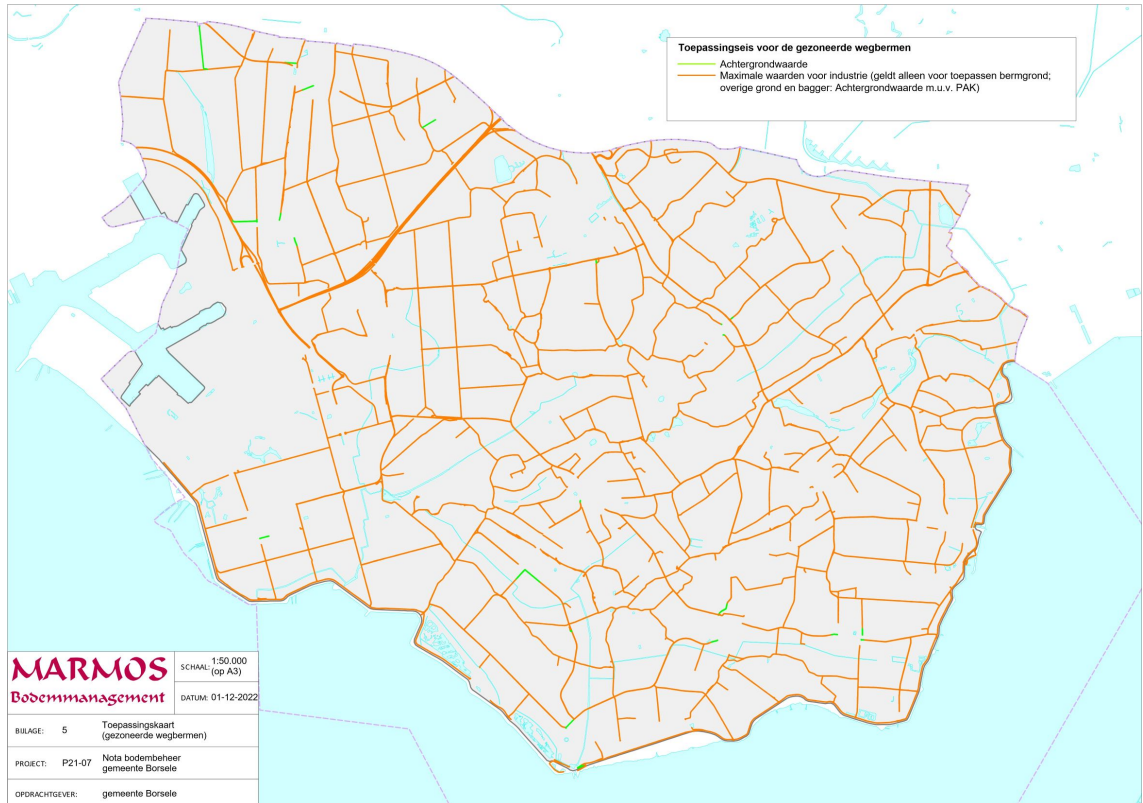 Toepassingseis voor de gezoneerde wegbermen
Achtergrondwaarde
Maximale waarden voor industrie (geldt alleen voor toepassen bermgrond;
overige grond en bagger: Achtergrondwaarde m.u.v. PAK)
MARMOS
Bodemmanagement
SCHAAL: 1:50.000
(op A3)
DATUM: 01-12-2022
BIJLAGE: 5 Toepassingskaart
(gezoneerde wegbermen)
PROJECT: P21-07 Nota bodembeheer
gemeente Borsele
OPDRACHTGEVER: gemeente Borsele